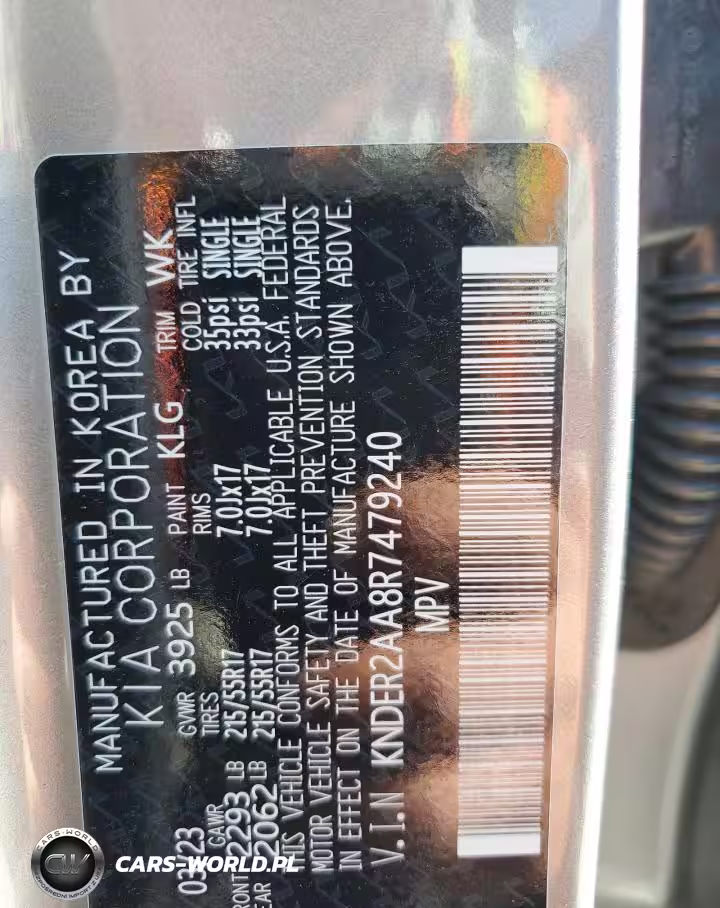 MANUFACTURED IN KOREA BY
KIA CORPORATION
GVWR 3925 LB PAINT KLG TRIM WK
GAWR TIRES RIMS COLD TIRE INFL
2293 LB 215/55R17 7.0Jx17 35psi SINGLE
2062 LB 215/55R17 7.0Jx17 33psi SINGLE
THIS VEHICLE CONFORMS TO ALL APPLICABLE U.S.A. FEDERAL
MOTOR VEHICLE SAFETY AND THEFT PREVENTION STANDARDS
IN EFFECT ON THE DATE OF MANUFACTURE SHOWN ABOVE.
V.I.N KNDER2AA8R7479240
MPV
CARS-WORLD.PL